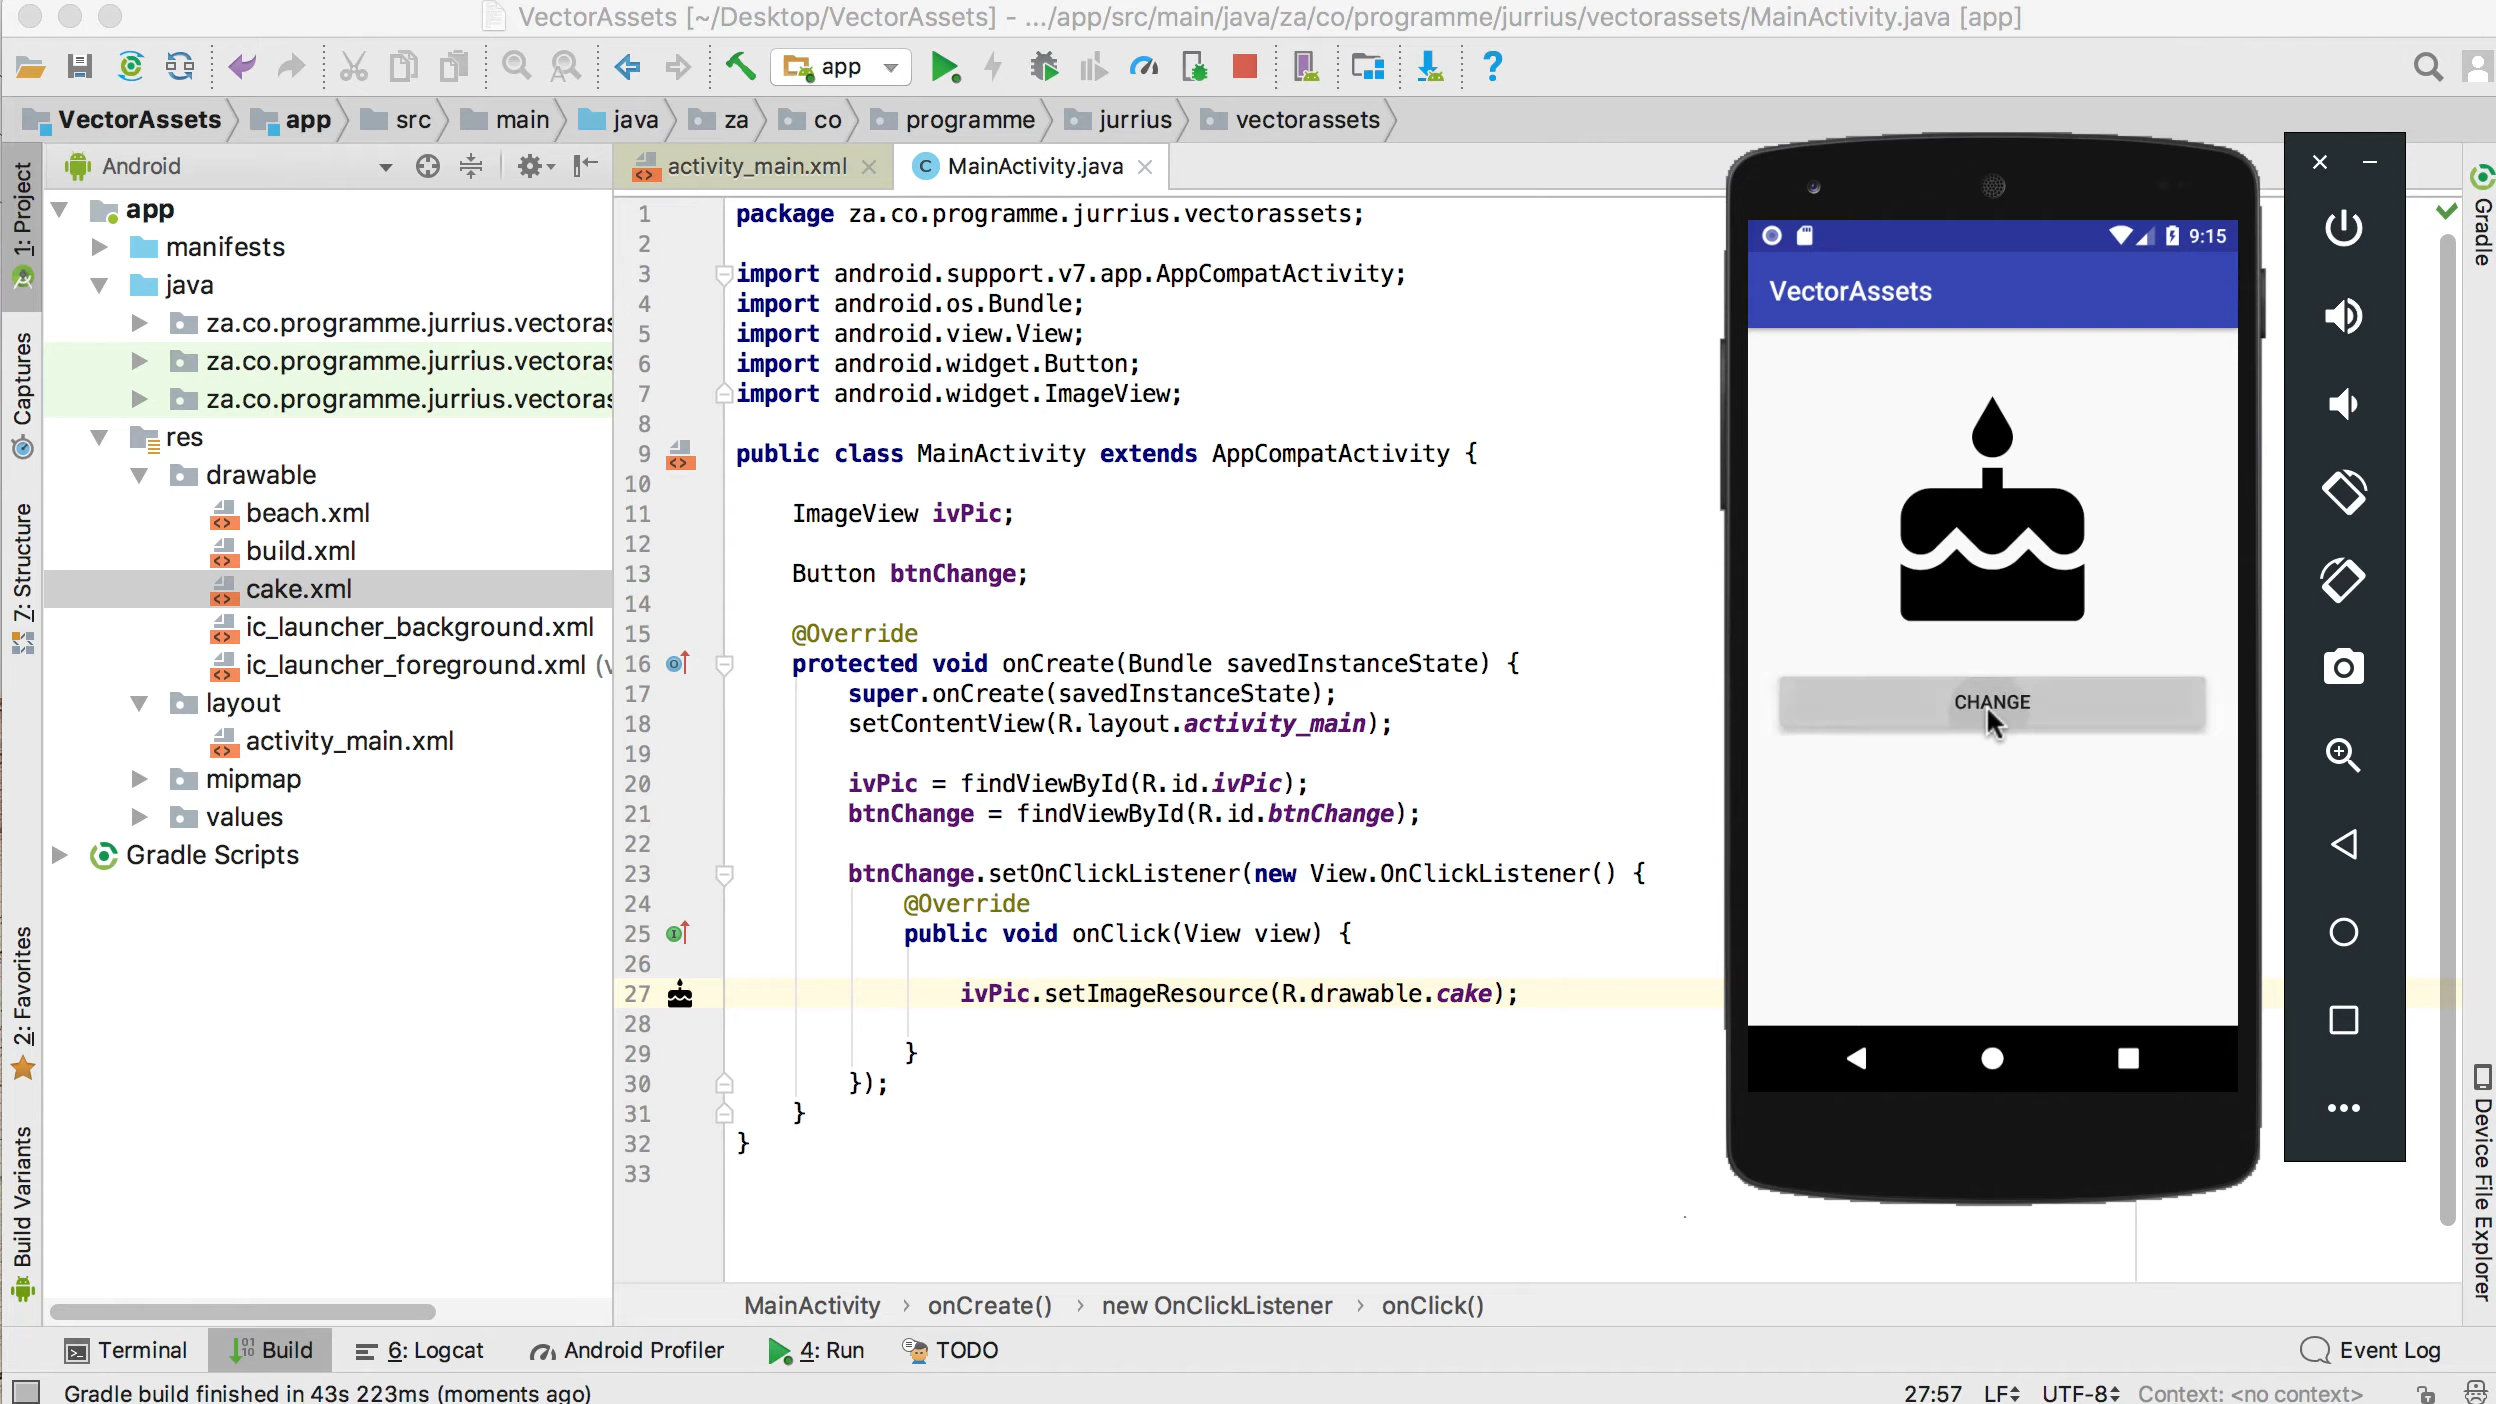 VectorAssets [~/Desktop/VectorAssets] - .../app/src/main/java/za/co/programme/jurrius/vectorassets/MainActivity.java [app]
app
VectorAssets app src main java za co programme jurrius vectorassets
Android
activity_main.xml
MainActivity.java
1: Project
Captures
7: Structure
2: Favorites
Build Variants
app
manifests
java
za.co.programme.jurrius.vectoras
za.co.programme.jurrius.vectoras
za.co.programme.jurrius.vectoras
res
drawable
beach.xml
build.xml
cake.xml
ic_launcher_background.xml
ic_launcher_foreground.xml (v
layout
activity_main.xml
mipmap
values
Gradle Scripts
1 package za.co.programme.jurrius.vectorassets;
2
3 import android.support.v7.app.AppCompatActivity;
4 import android.os.Bundle;
5 import android.view.View;
6 import android.widget.Button;
7 import android.widget.ImageView;
8
9 public class MainActivity extends AppCompatActivity {
10
11 ImageView ivPic;
12
13 Button btnChange;
14
15 @Override
16 protected void onCreate(Bundle savedInstanceState) {
17 super.onCreate(savedInstanceState);
18 setContentView(R.layout.activity_main);
19
20 ivPic = findViewById(R.id.ivPic);
21 btnChange = findViewById(R.id.btnChange);
22
23 btnChange.setOnClickListener(new View.OnClickListener() {
24 @Override
25 public void onClick(View view) {
26
27 ivPic.setImageResource(R.drawable.cake);
28
29 }
30 });
31 }
32 }
33
9:15
VectorAssets
CHANGE
Gradle
Device File Explorer
MainActivity › onCreate() › new OnClickListener › onClick()
Terminal Build 6: Logcat Android Profiler 4: Run TODO Event Log
Gradle build finished in 43s 223ms (moments ago) 27:57 LF UTF-8 Context: <no context>